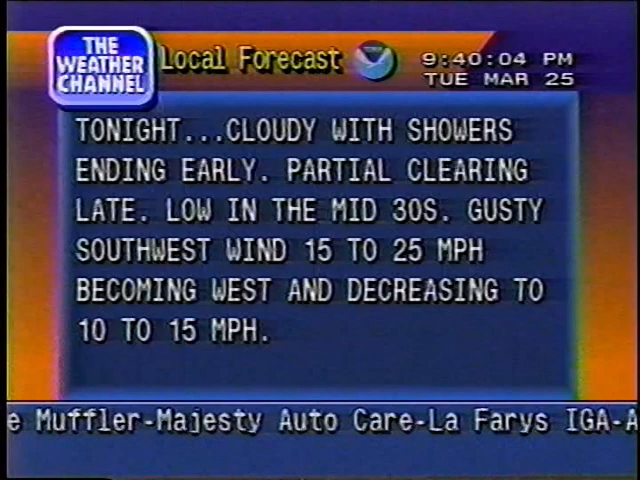 THE
WEATHER
CHANNEL
Local Forecast
9:40:04 PM
TUE MAR 25
TONIGHT...CLOUDY WITH SHOWERS
ENDING EARLY. PARTIAL CLEARING
LATE. LOW IN THE MID 30S. GUSTY
SOUTHWEST WIND 15 TO 25 MPH
BECOMING WEST AND DECREASING TO
10 TO 15 MPH.
e Muffler-Majesty Auto Care-La Farys IGA-A